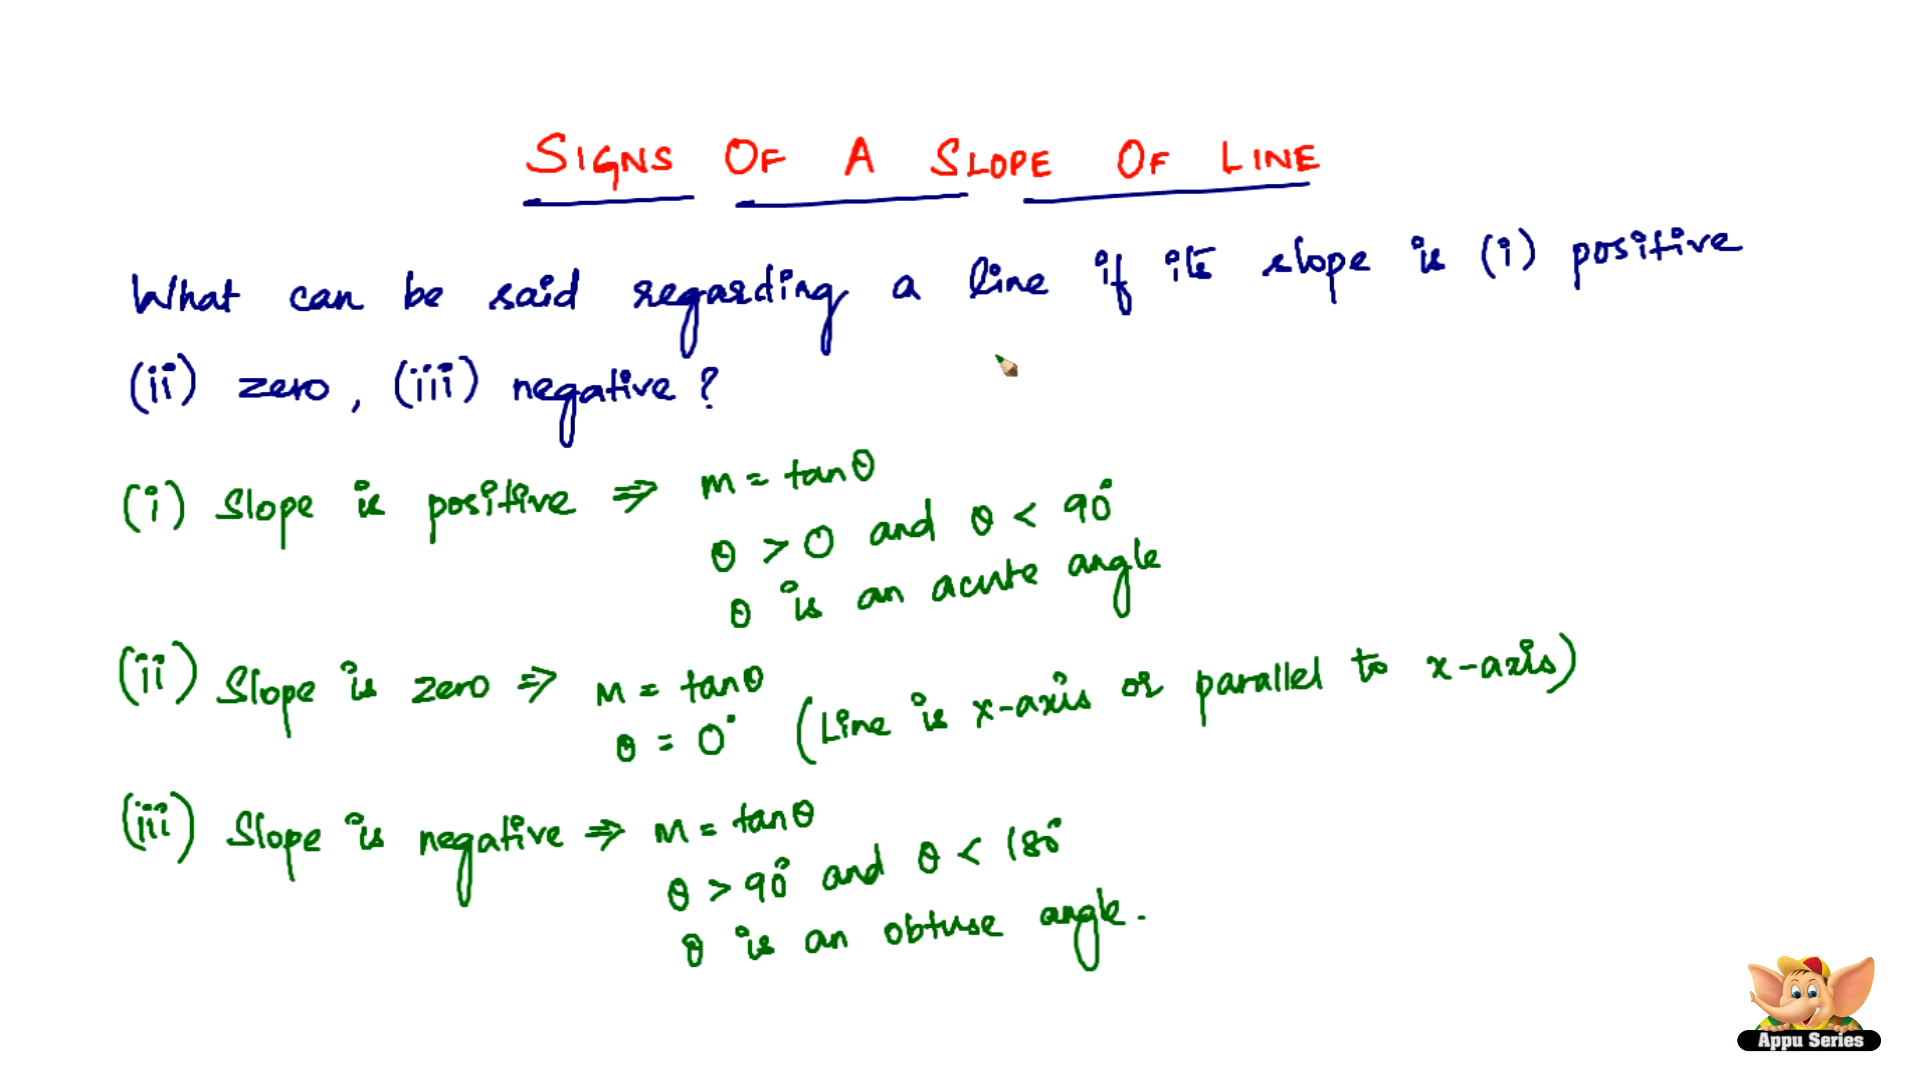 SIGNS OF A SLOPE OF LINE
What can be said regarding a line if its slope is (i) positive
(ii) zero, (iii) negative?
(i) Slope is positive ⇒ m = tanθ
θ > 0 and θ < 90°
θ is an acute angle
(ii) Slope is zero ⇒ m = tanθ
θ = 0° (Line is x-axis or parallel to x-axis)
(iii) Slope is negative ⇒ m = tanθ
θ > 90° and θ < 180°
θ is an obtuse angle.
Appu Series